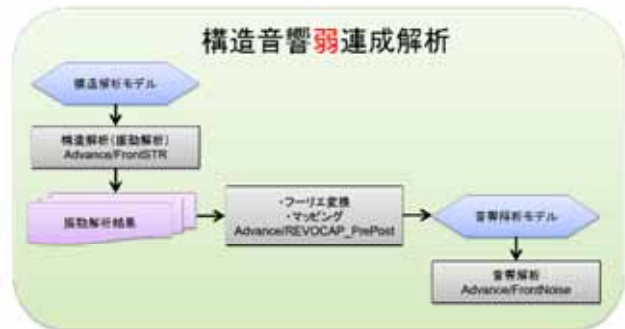 構造音響弱連成解析
構造解析モデル
構造解析(振動解析)
Advance/FrontSTR
振動解析結果
・フーリエ変換
・マッピング
Advance/REVOCAP_PrePost
音響解析モデル
音響解析
Advance/FrontNoise